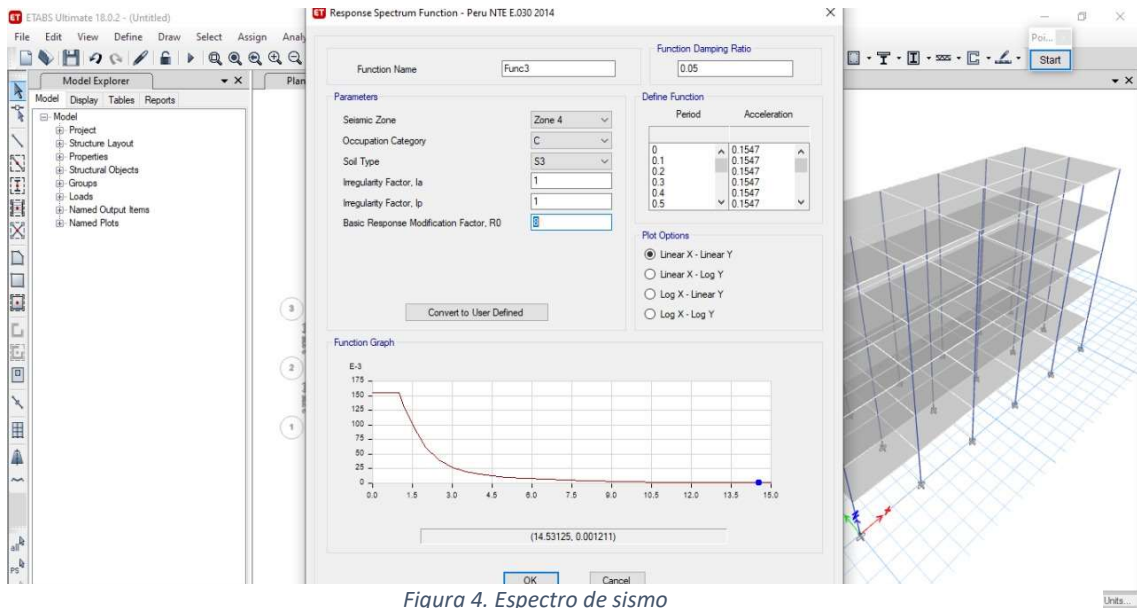 ETABS Ultimate 18.0.2 - (Untitled)
File Edit View Define Draw Select Assign Analy
Model Explorer
Model Display Tables Reports
Model
Project
Structure Layout
Properties
Structural Objects
Groups
Loads
Named Output Items
Named Plots
all
PS
Plan
3
2
1
Response Spectrum Function - Peru NTE E.030 2014
Function Name Func3
Function Damping Ratio
0.05
Parameters
Seismic Zone Zone 4
Occupation Category C
Soil Type S3
Irregularity Factor, Ia 1
Irregularity Factor, Ip 1
Basic Response Modification Factor, R0 8
Convert to User Defined
Define Function
Period Acceleration
0 0.1547
0.1 0.1547
0.2 0.1547
0.3 0.1547
0.4 0.1547
0.5 0.1547
Plot Options
Linear X - Linear Y
Linear X - Log Y
Log X - Linear Y
Log X - Log Y
Function Graph
E-3
175
150
125
100
75
50
25
0
0.0 1.5 3.0 4.5 6.0 7.5 9.0 10.5 12.0 13.5 15.0
(14.53125, 0.001211)
OK Cancel
Poi...
Start
Units...
Figura 4. Espectro de sismo